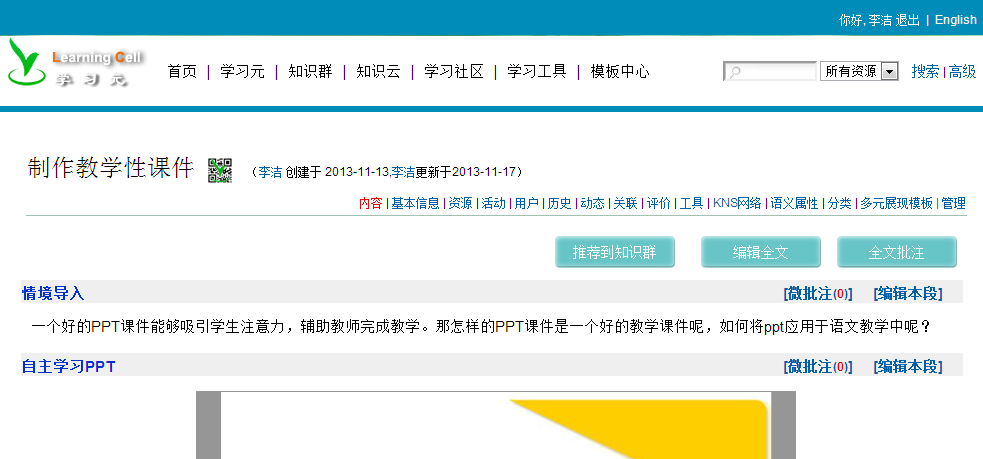 你好, 李洁 退出 | English
Learning Cell
学 习 元
首页 | 学习元 | 知识群 | 知识云 | 学习社区 | 学习工具 | 模板中心
所有资源 搜索 | 高级
制作教学性课件 （李洁 创建于 2013-11-13,李洁更新于2013-11-17）
内容 | 基本信息 | 资源 | 活动 | 用户 | 历史 | 动态 | 关联 | 评价 | 工具 | KNS网络 | 语义属性 | 分类 | 多元展现模板 | 管理
推荐到知识群 编辑全文 全文批注
情境导入 [微批注(0)] [编辑本段]
一个好的PPT课件能够吸引学生注意力，辅助教师完成教学。那怎样的PPT课件是一个好的教学课件呢，如何将ppt应用于语文教学中呢？
自主学习PPT [微批注(0)] [编辑本段]